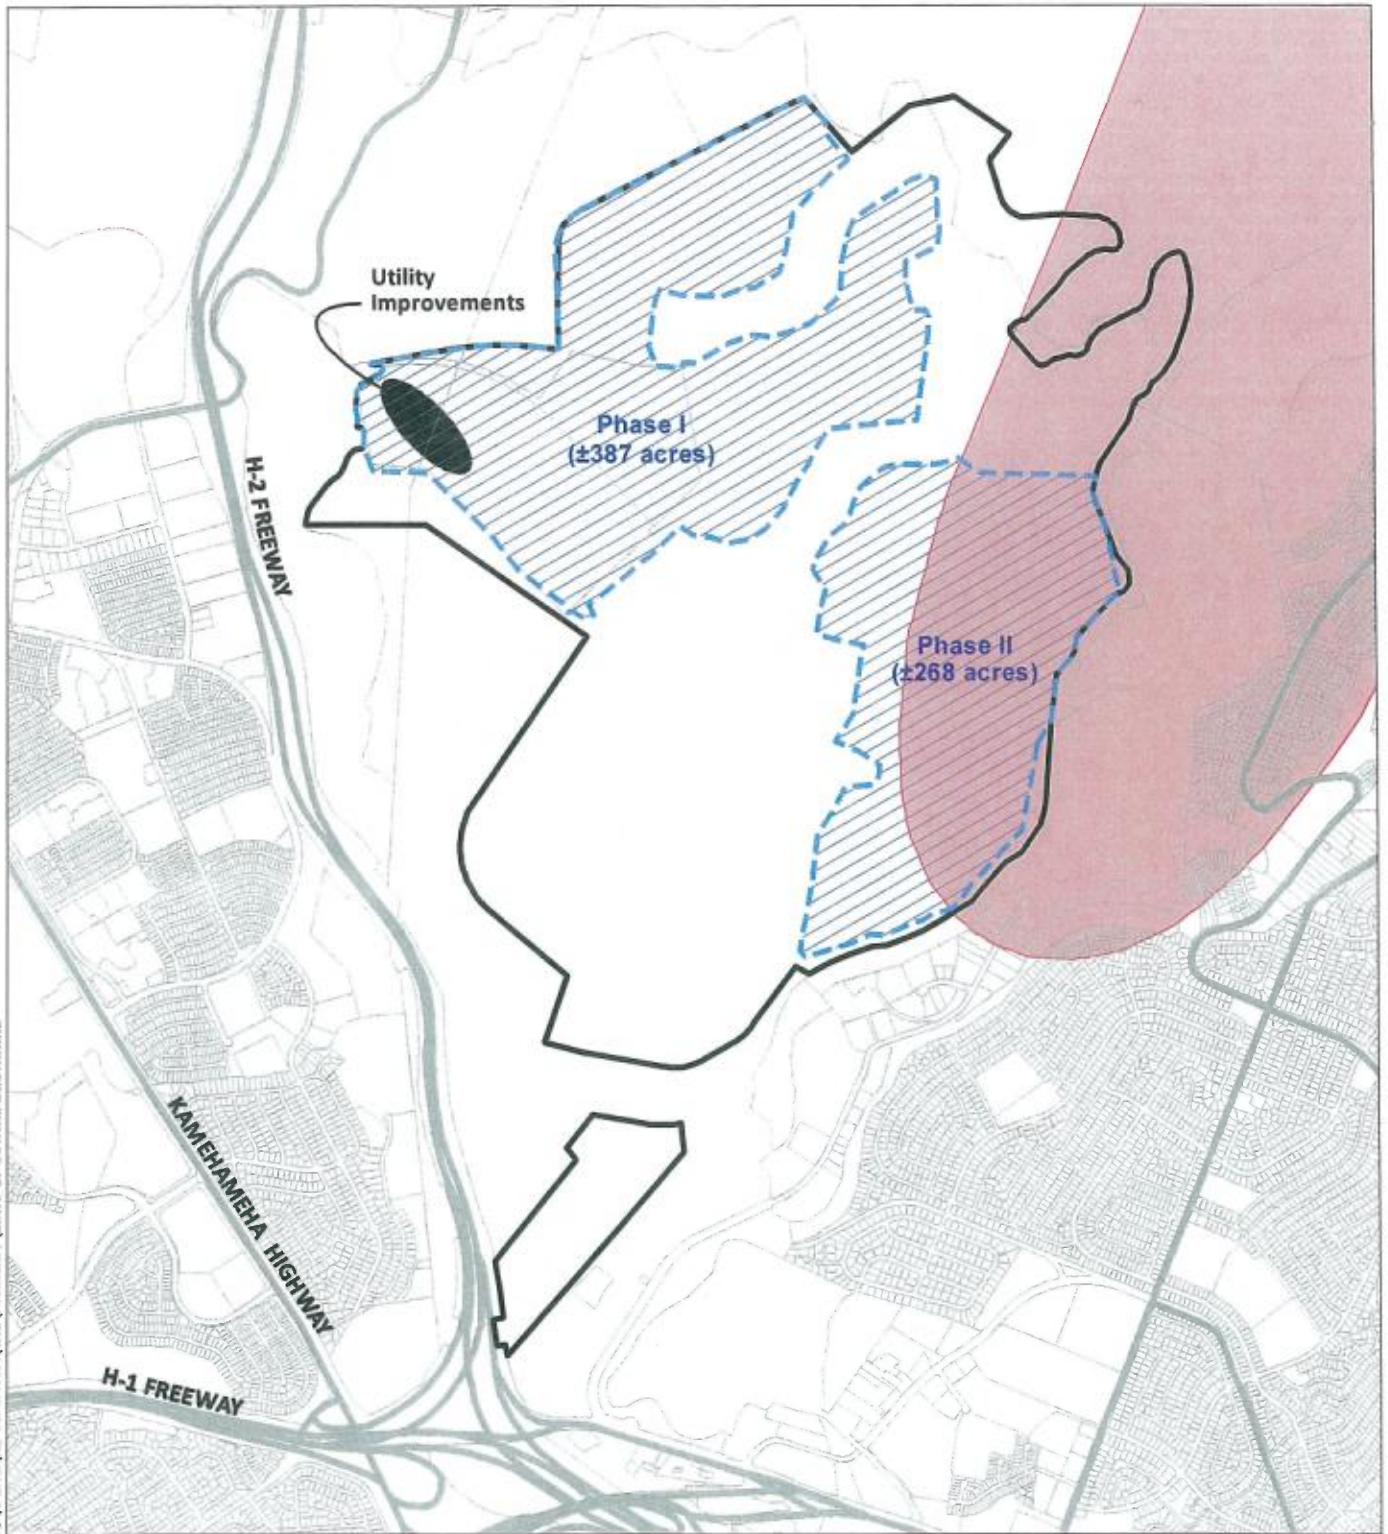 Utility
Improvements
Phase I
(±387 acres)
H-2 FREEWAY
Phase II
(±268 acres)
KAMEHAMEHA HIGHWAY
H-1 FREEWAY